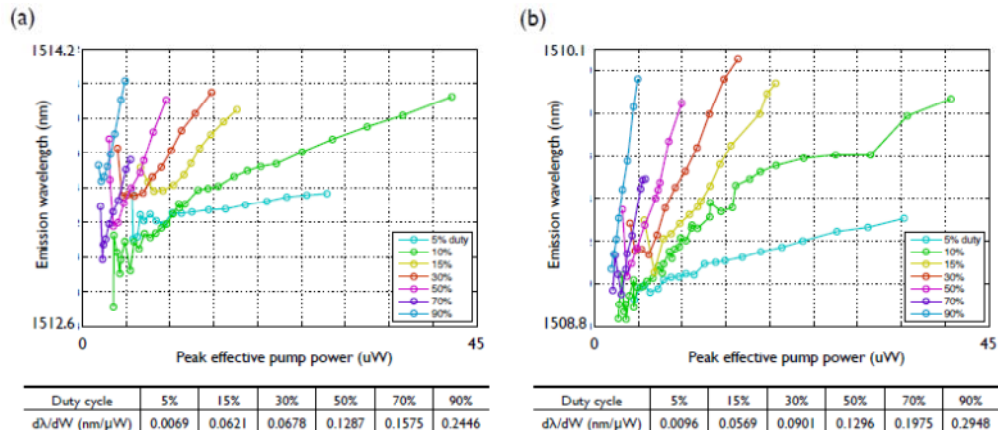 (a)
1514.2
Emission wavelength (nm)
5% duty
10%
15%
30%
50%
70%
90%
1512.6
0
45
Peak effective pump power (uW)
Duty cycle 5% 15% 30% 50% 70% 90%
dλ/dW (nm/μW) 0.0069 0.0621 0.0678 0.1287 0.1575 0.2446
(b)
1510.1
Emission wavelength (nm)
5% duty
10%
15%
30%
50%
70%
90%
1508.8
0
45
Peak effective pump power (uW)
Duty cycle 5% 15% 30% 50% 70% 90%
dλ/dW (nm/μW) 0.0096 0.0569 0.0901 0.1296 0.1975 0.2948